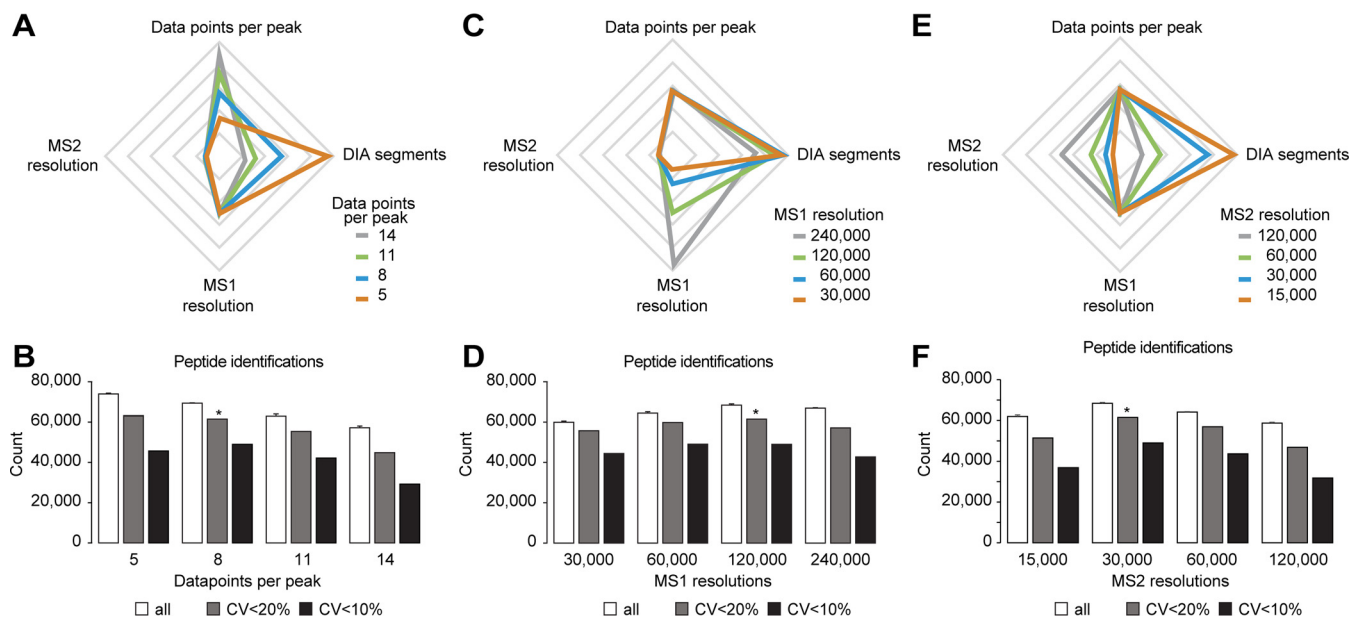 A
Data points per peak
MS2
resolution
DIA segments
MS1
resolution
Data points
per peak
14
11
8
5
C
Data points per peak
MS2
resolution
DIA segments
MS1
resolution
MS1 resolution
240,000
120,000
60,000
30,000
E
Data points per peak
MS2
resolution
DIA segments
MS1
resolution
MS2 resolution
120,000
60,000
30,000
15,000
B
Peptide identifications
Count
80,000
60,000
40,000
20,000
0
*
5 8 11 14
Datapoints per peak
all CV<20% CV<10%
D
Peptide identifications
Count
80,000
60,000
40,000
20,000
0
*
30,000 60,000 120,000 240,000
MS1 resolutions
all CV<20% CV<10%
F
Peptide identifications
Count
80,000
60,000
40,000
20,000
0
*
15,000 30,000 60,000 120,000
MS2 resolutions
all CV<20% CV<10%